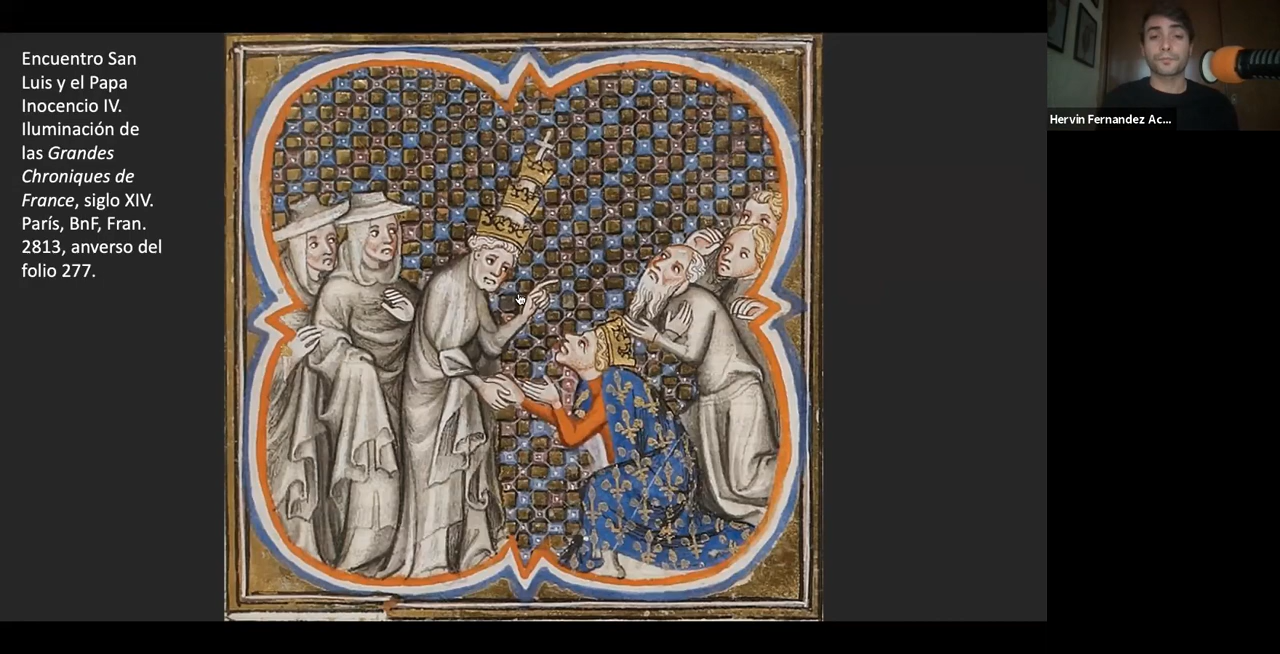 Encuentro San
Luis y el Papa
Inocencio IV.
Iluminación de
las Grandes
Chroniques de
France, siglo XIV.
París, BnF, Fran.
2813, anverso del
folio 277.
Hervin Fernandez Ac...